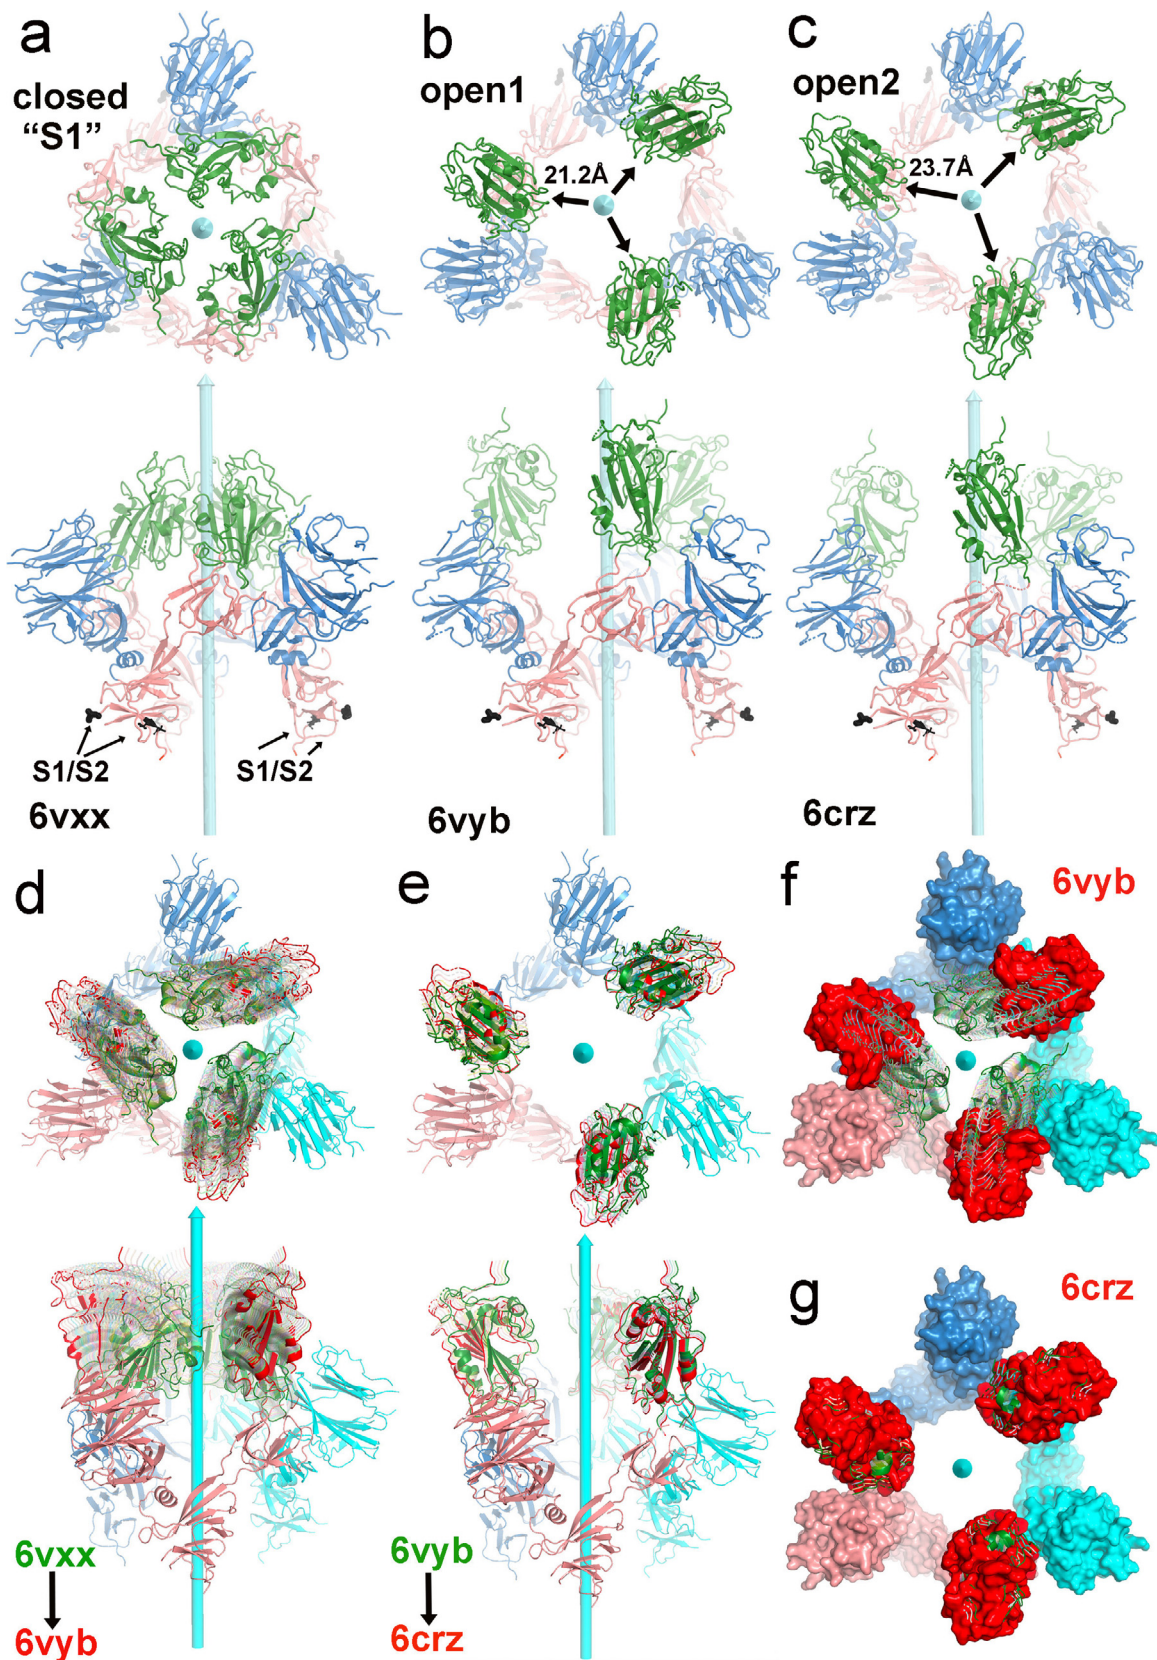 a
closed
“S1”
b
open1
21.2Å
c
open2
23.7Å
S1/S2
S1/S2
6vxx
6vyb
6crz
d
e
f
6vyb
g
6crz
6vxx
6vyb
6vyb
6crz